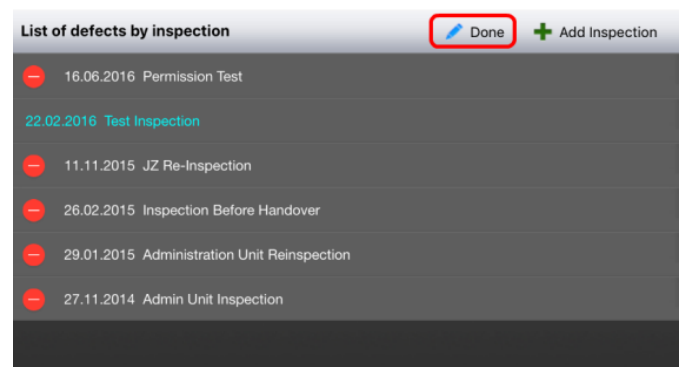 List of defects by inspection Done Add Inspection
16.06.2016 Permission Test
22.02.2016 Test Inspection
11.11.2015 JZ Re-Inspection
26.02.2015 Inspection Before Handover
29.01.2015 Administration Unit Reinspection
27.11.2014 Admin Unit Inspection